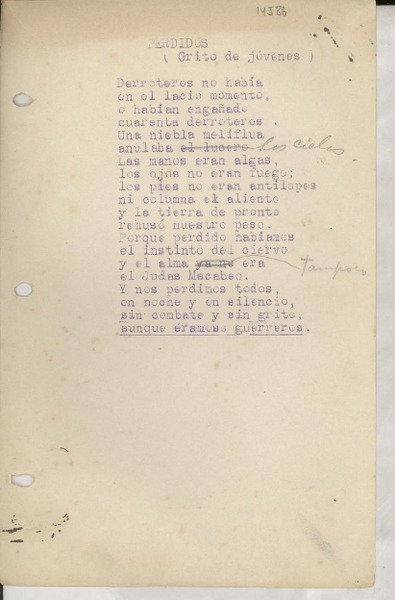 14586
PERDIDOS
( Grito de jóvenes )
Derroteros no había
en el lacio momento,
o habían engañado
cuarenta derroteros .
Una niebla meliflua
anulaba el lucero los cielos
Las manos eran algas,
los ojos no eran fuego;
los pies no eran antílopes
ni columna el aliento
y la tierra de pronto
rehusó nuestro peso.
Porque perdido habíamos
el instinto del ciervo
y el alma ya no era tampoco
el Judas Macabeo.
Y nos perdimos todos,
en noche y en silencio,
sin combate y sin grito,
aunque éramos guerreros.